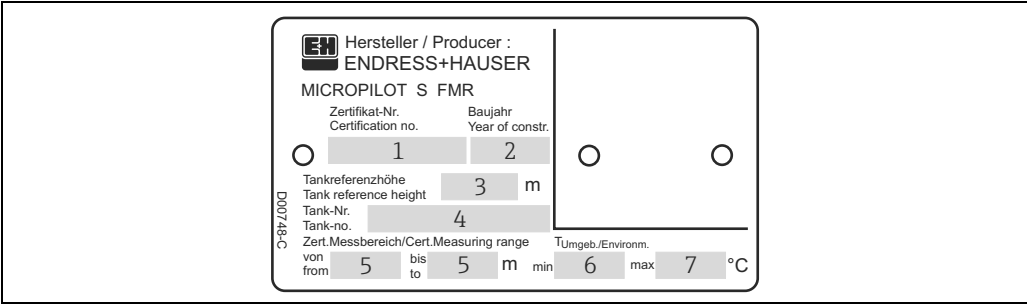 E+H Hersteller / Producer :
ENDRESS+HAUSER
MICROPILOT S FMR
Zertifikat-Nr. Baujahr
Certification no. Year of constr.
1 2
Tankreferenzhöhe
Tank reference height 3 m
Tank-Nr.
Tank-no. 4
Zert.Messbereich/Cert.Measuring range TUmgeb./Environm.
von bis
from 5 to 5 m min 6 max 7 °C
D00748-C